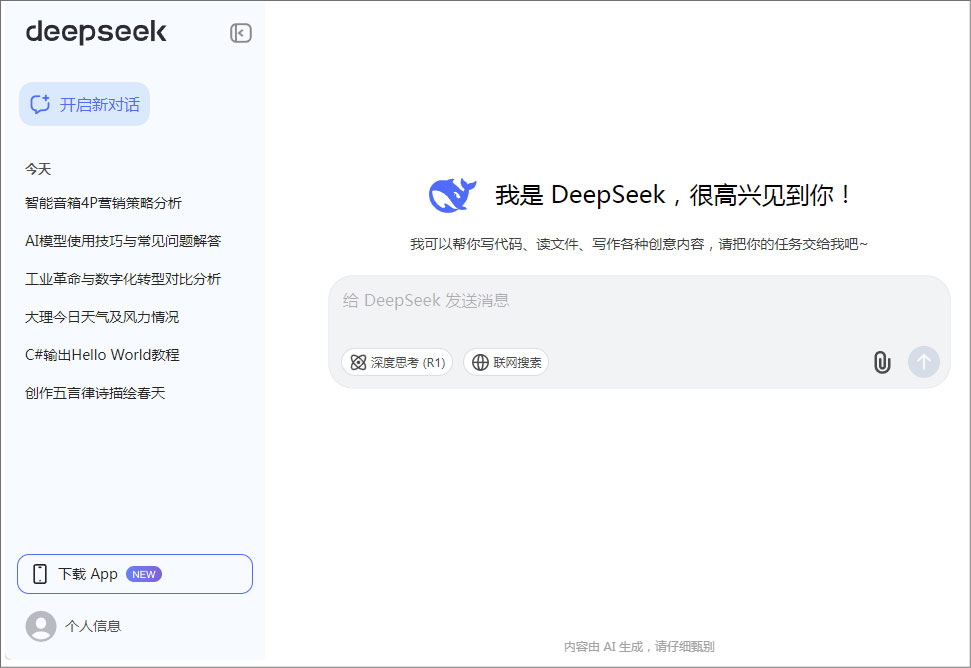 deepseek
开启新对话
今天
智能音箱4P营销策略分析
AI模型使用技巧与常见问题解答
工业革命与数字化转型对比分析
大理今日天气及风力情况
C#输出Hello World教程
创作五言律诗描绘春天
下载 App NEW
个人信息
我是 DeepSeek，很高兴见到你！
我可以帮你写代码、读文件、写作各种创意内容，请把你的任务交给我吧~
给 DeepSeek 发送消息
深度思考 (R1) 联网搜索
内容由 AI 生成，请仔细甄别